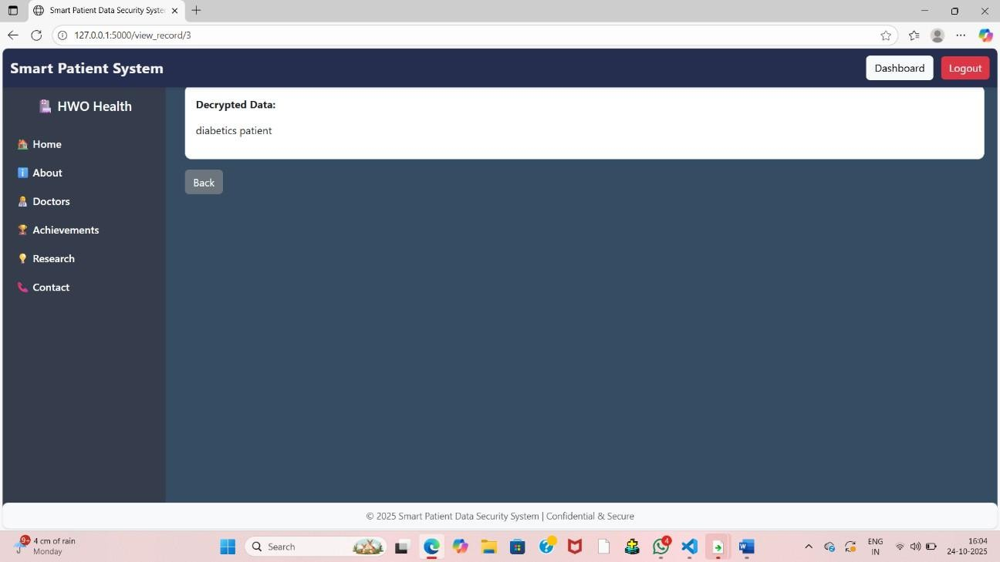 Smart Patient Data Security Syste
127.0.0.1:5000/view_record/3
Smart Patient System
Dashboard
Logout
HWO Health
Home
About
Doctors
Achievements
Research
Contact
Decrypted Data:
diabetics patient
Back
© 2025 Smart Patient Data Security System | Confidential & Secure
9+
4 cm of rain
Monday
Search
4
ENG
IN
16:04
24-10-2025